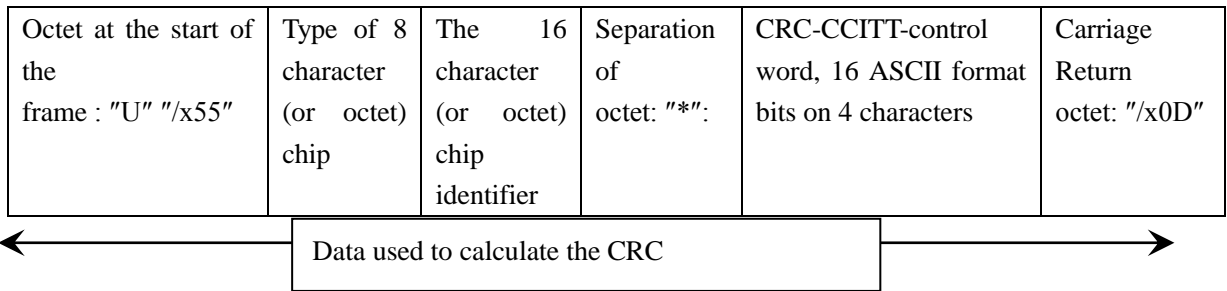 Octet at the start of
the
frame : "U" "/x55"
Type of 8
character
(or octet)
chip
The 16
character
(or octet)
chip
identifier
Separation
of
octet: "*":
CRC-CCITT-control
word, 16 ASCII format
bits on 4 characters
Carriage
Return
octet: "/x0D"
Data used to calculate the CRC